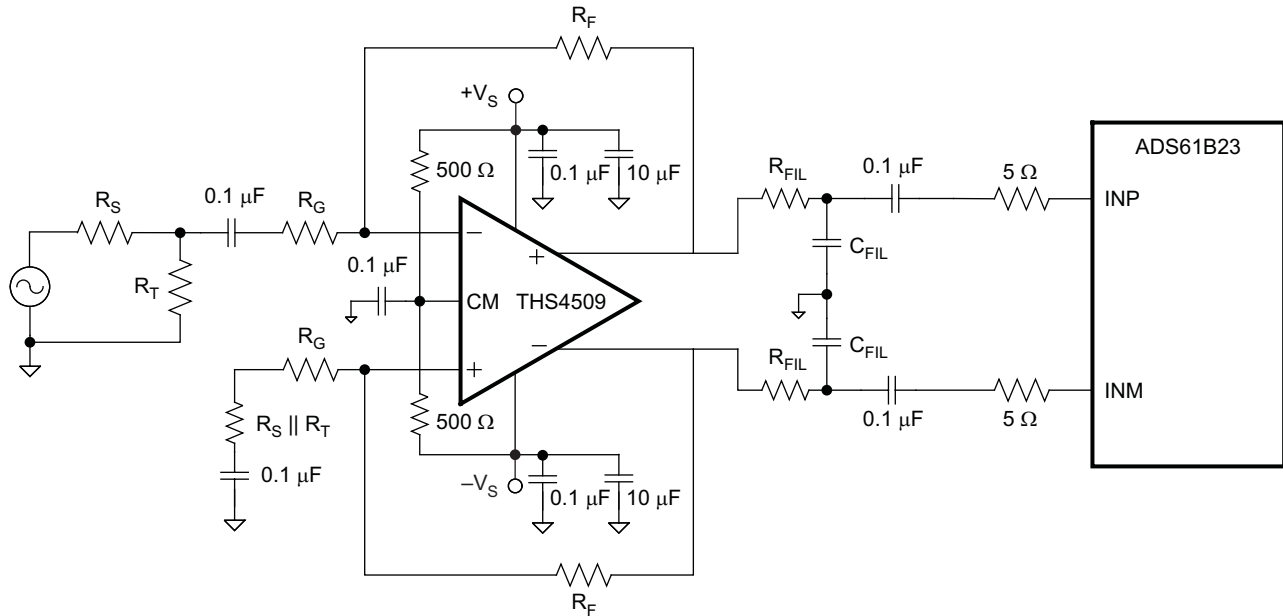 R_F
+V_S
ADS61B23
500 Ω
0.1 µF
10 µF
R_FIL
0.1 µF
5 Ω
INP
R_S
0.1 µF
R_G
−
+
C_FIL
0.1 µF
R_T
CM
THS4509
R_G
+
−
C_FIL
R_FIL
INM
0.1 µF
5 Ω
R_S || R_T
500 Ω
0.1 µF
−V_S
0.1 µF
10 µF
R_F